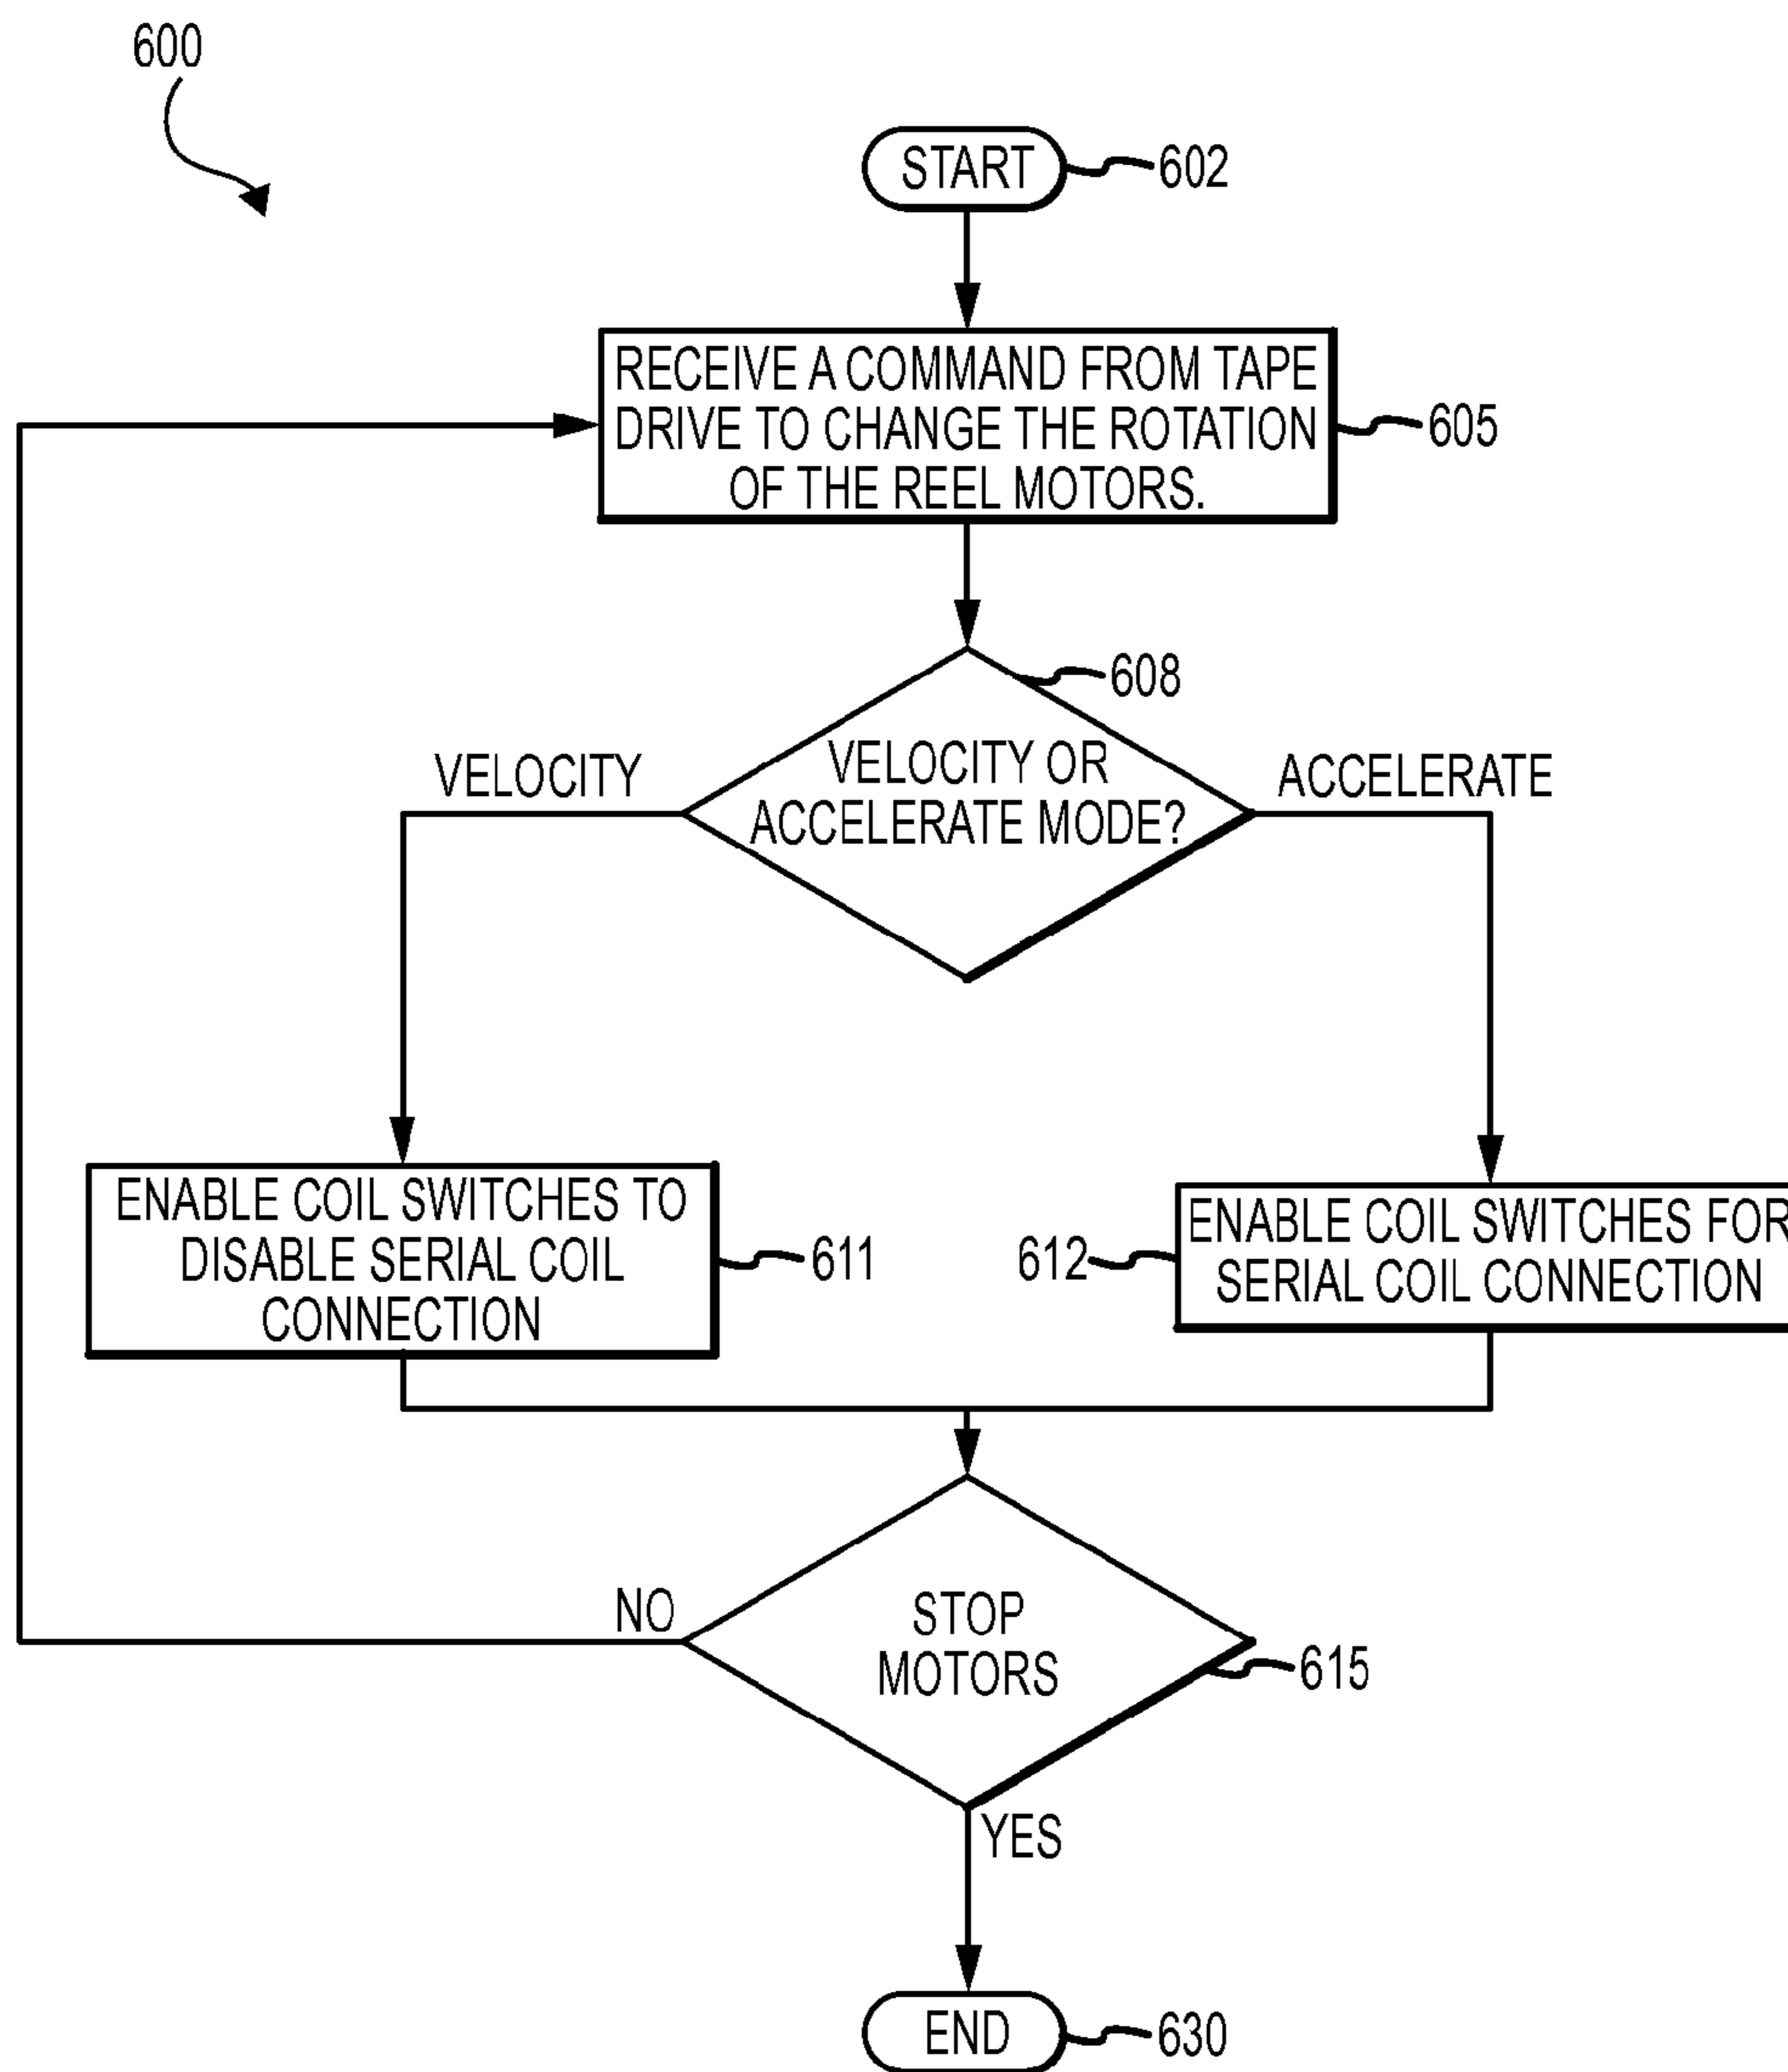 600
START
602
RECEIVE A COMMAND FROM TAPE
DRIVE TO CHANGE THE ROTATION
OF THE REEL MOTORS.
605
608
VELOCITY
VELOCITY OR
ACCELERATE MODE?
ACCELERATE
ENABLE COIL SWITCHES TO
DISABLE SERIAL COIL
CONNECTION
611
612
ENABLE COIL SWITCHES FOR
SERIAL COIL CONNECTION
NO
STOP
MOTORS
615
YES
END
630